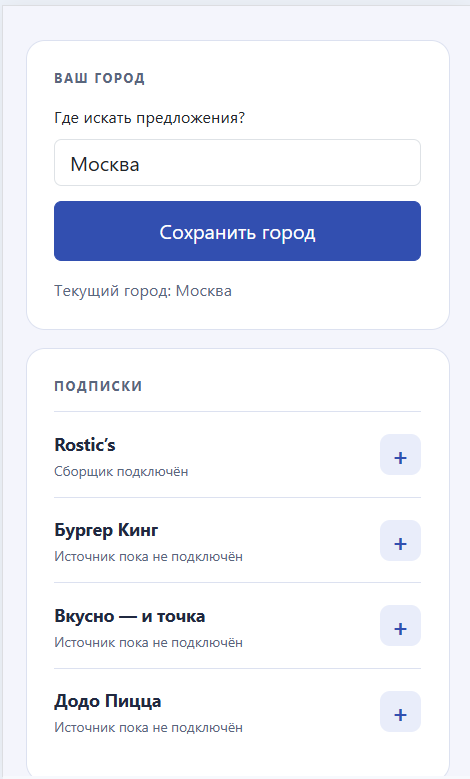 ВАШ ГОРОД
Где искать предложения?
Москва
Сохранить город
Текущий город: Москва
ПОДПИСКИ
Rostic’s
Сборщик подключён
+
Бургер Кинг
Источник пока не подключён
+
Вкусно — и точка
Источник пока не подключён
+
Додо Пицца
Источник пока не подключён
+